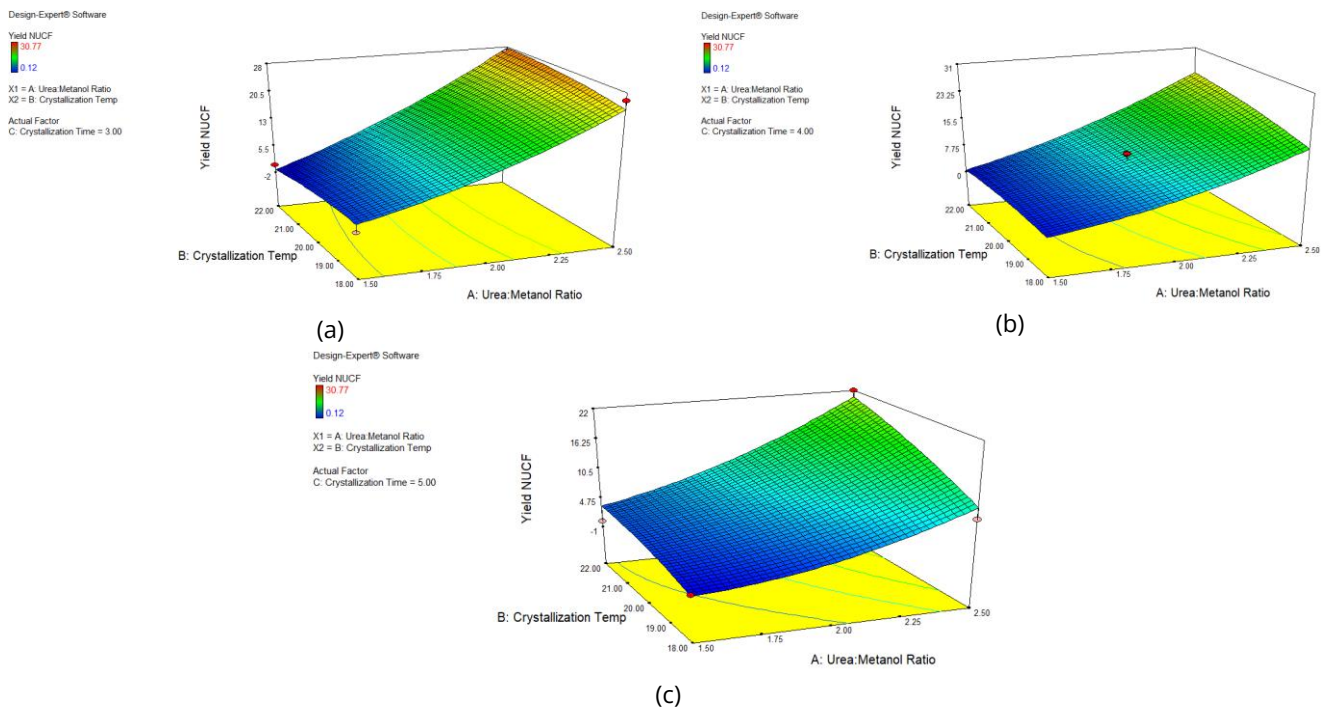 Design-Expert® Software
Yield NUCF
30.77
0.12
X1 = A: Urea:Metanol Ratio
X2 = B: Crystallization Temp
Actual Factor
C: Crystallization Time = 3.00
Yield NUCF
28
20.5
13
5.5
-2
22.00
21.00
20.00
19.00
18.00
B: Crystallization Temp
1.50
1.75
2.00
2.25
2.50
A: Urea:Metanol Ratio
(a)
Design-Expert® Software
Yield NUCF
30.77
0.12
X1 = A: Urea:Metanol Ratio
X2 = B: Crystallization Temp
Actual Factor
C: Crystallization Time = 4.00
Yield NUCF
31
23.25
15.5
7.75
0
22.00
21.00
20.00
19.00
18.00
B: Crystallization Temp
1.50
1.75
2.00
2.25
2.50
A: Urea:Metanol Ratio
(b)
Design-Expert® Software
Yield NUCF
30.77
0.12
X1 = A: Urea:Metanol Ratio
X2 = B: Crystallization Temp
Actual Factor
C: Crystallization Time = 5.00
Yield NUCF
22
16.25
10.5
4.75
-1
22.00
21.00
20.00
19.00
18.00
B: Crystallization Temp
1.50
1.75
2.00
2.25
2.50
A: Urea:Metanol Ratio
(c)